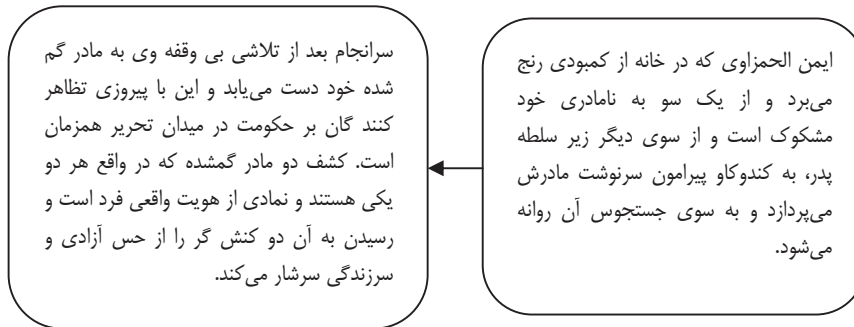 ایمن الحمزاوی که در خانه از کمبودی رنج
می‌برد و از یک سو به نامادری خود
مشکوک است و از سوی دیگر زیر سلطه
پدر، به کندوکاو پیرامون سرنوشت مادرش
می‌پردازد و به سوی جستجوس آن روانه
می‌شود.
سرانجام بعد از تلاشی بی وقفه وی به مادر گم
شده خود دست می‌یابد و این با پیروزی تظاهر
کنند گان بر حکومت در میدان تحریر همزمان
است. کشف دو مادر گمشده که در واقع هر دو
یکی هستند و نمادی از هویت واقعی فرد است و
رسیدن به آن دو کنش گر را از حس آزادی و
سرزندگی سرشار می‌کند.